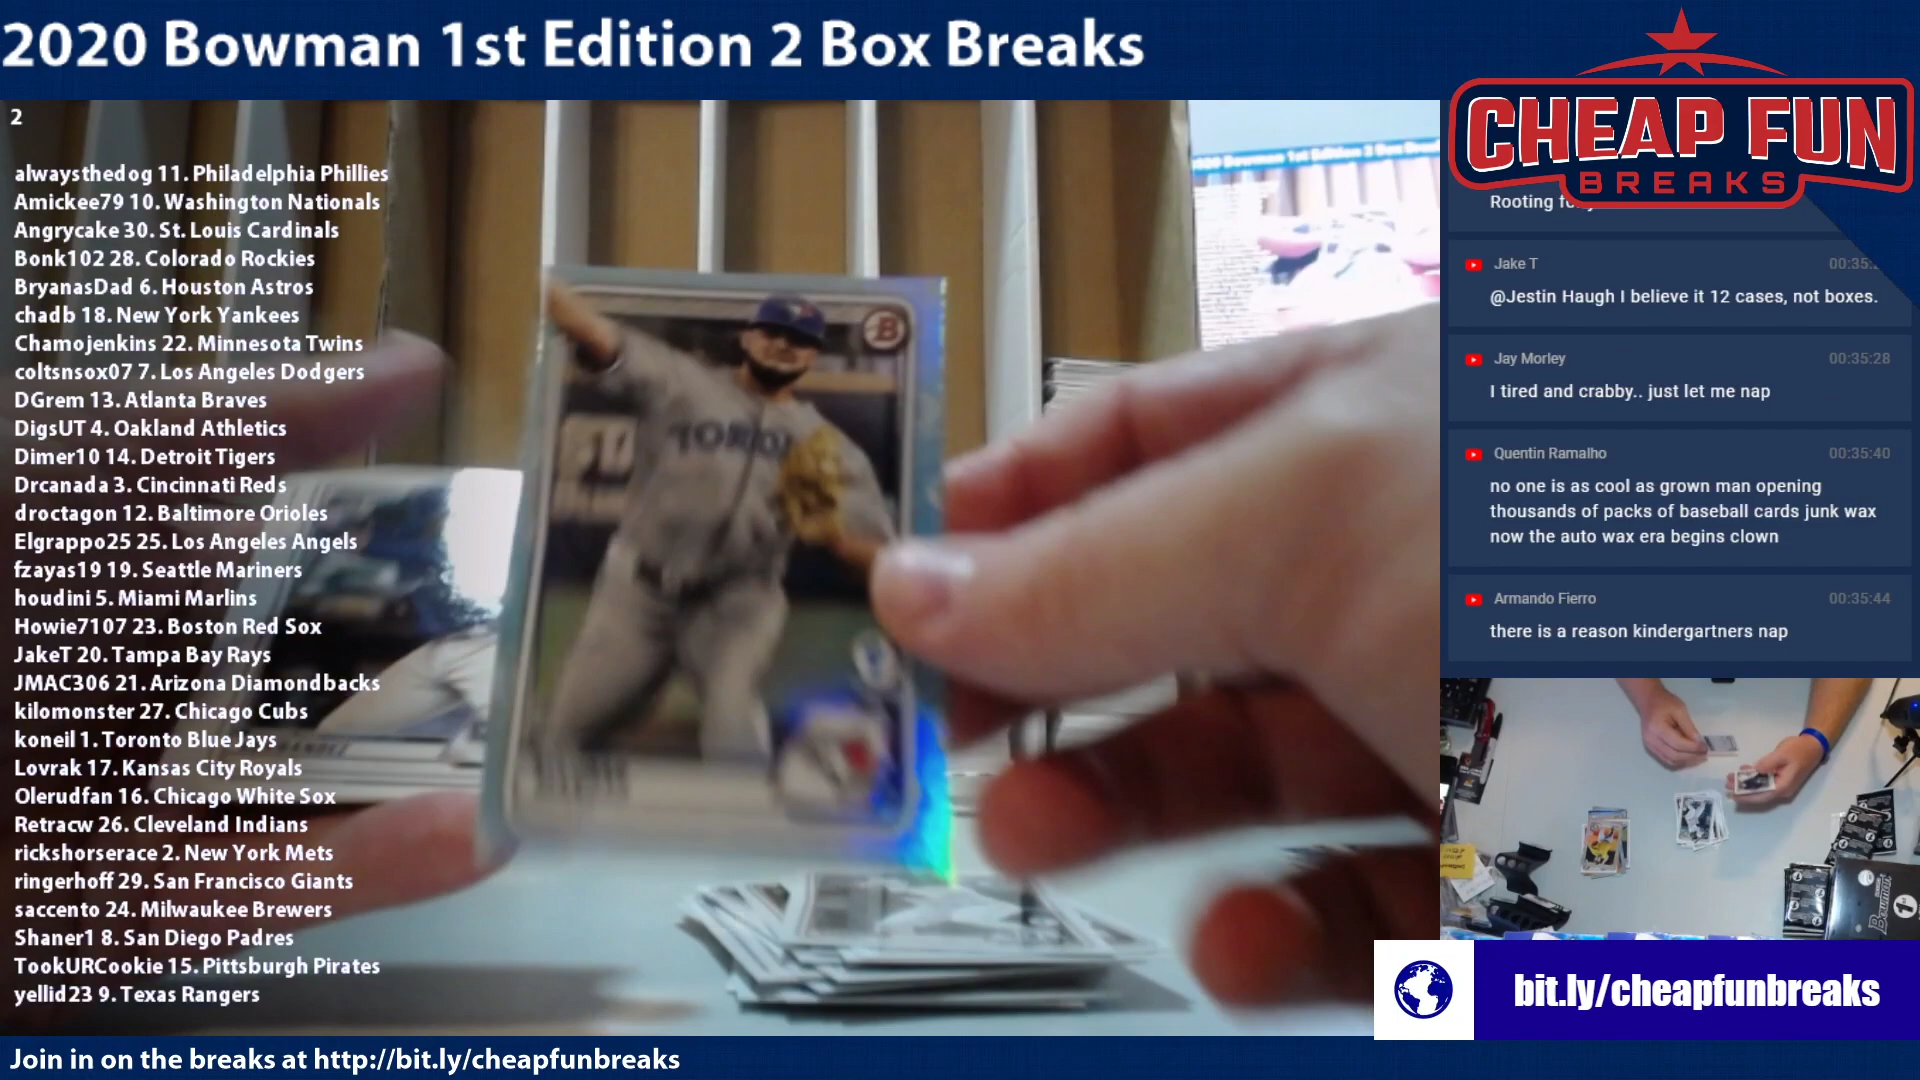 2020 Bowman 1st Edition 2 Box Breaks
CHEAP FUN
BREAKS
2
alwaysthedog 11. Philadelphia Phillies
Amickee79 10. Washington Nationals
Angrycake 30. St. Louis Cardinals
Bonk102 28. Colorado Rockies
BryanasDad 6. Houston Astros
chadb 18. New York Yankees
Chamojenkins 22. Minnesota Twins
coltsnsox07 7. Los Angeles Dodgers
DGrem 13. Atlanta Braves
DigsUT 4. Oakland Athletics
Dimer10 14. Detroit Tigers
Drcanada 3. Cincinnati Reds
droctagon 12. Baltimore Orioles
Elgrappo25 25. Los Angeles Angels
fzayas19 19. Seattle Mariners
houdini 5. Miami Marlins
Howie7107 23. Boston Red Sox
JakeT 20. Tampa Bay Rays
JMAC306 21. Arizona Diamondbacks
kilomonster 27. Chicago Cubs
koneil 1. Toronto Blue Jays
Lovrak 17. Kansas City Royals
Olerudfan 16. Chicago White Sox
Retracw 26. Cleveland Indians
rickshorserace 2. New York Mets
ringerhoff 29. San Francisco Giants
saccento 24. Milwaukee Brewers
Shaner1 8. San Diego Padres
TookURCookie 15. Pittsburgh Pirates
yellid23 9. Texas Rangers
B
Rooting
Jake T
@Jestin Haugh I believe it 12 cases, not boxes.
Jay Morley 00:35:28
I tired and crabby.. just let me nap
Quentin Ramalho 00:35:40
no one is as cool as grown man opening
thousands of packs of baseball cards junk wax
now the auto wax era begins clown
Armando Fierro 00:35:44
there is a reason kindergartners nap
Bowman
bit.ly/cheapfunbreaks
Join in on the breaks at http://bit.ly/cheapfunbreaks